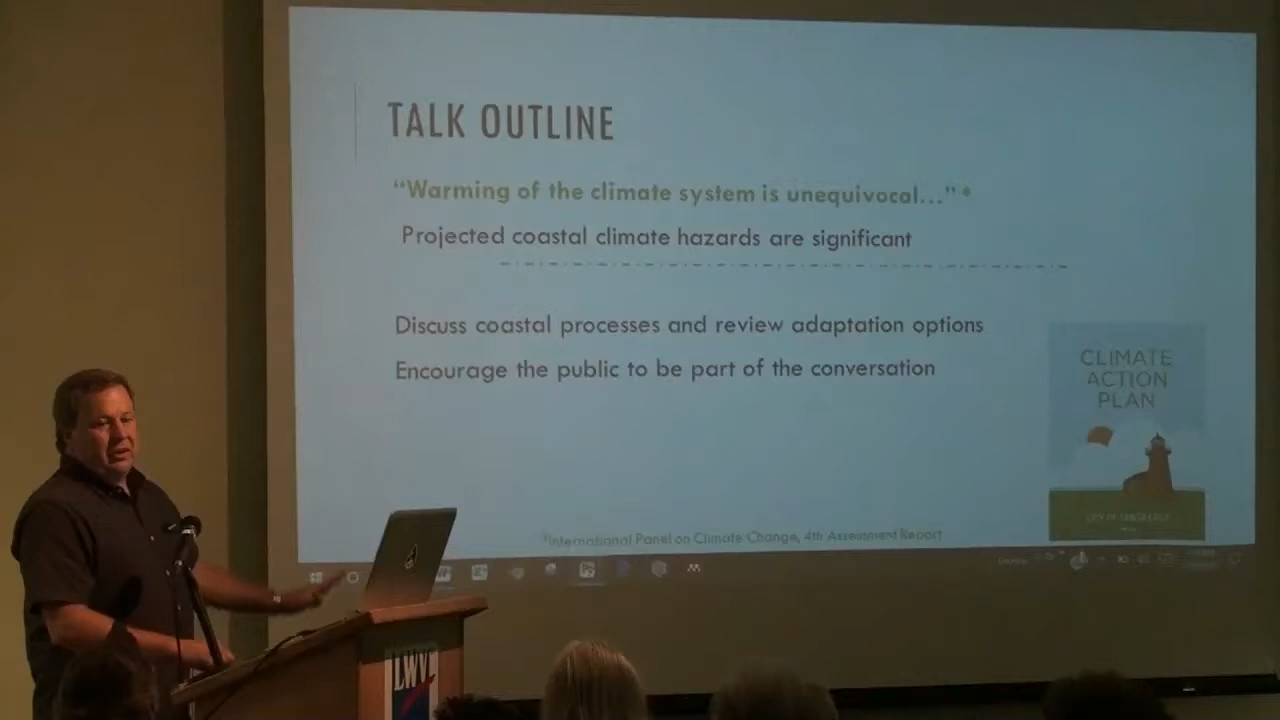 TALK OUTLINE
“Warming of the climate system is unequivocal...” *
Projected coastal climate hazards are significant
Discuss coastal processes and review adaptation options
Encourage the public to be part of the conversation
CLIMATE
ACTION
PLAN
*International Panel on Climate Change, 4th Assessment Report
LWV